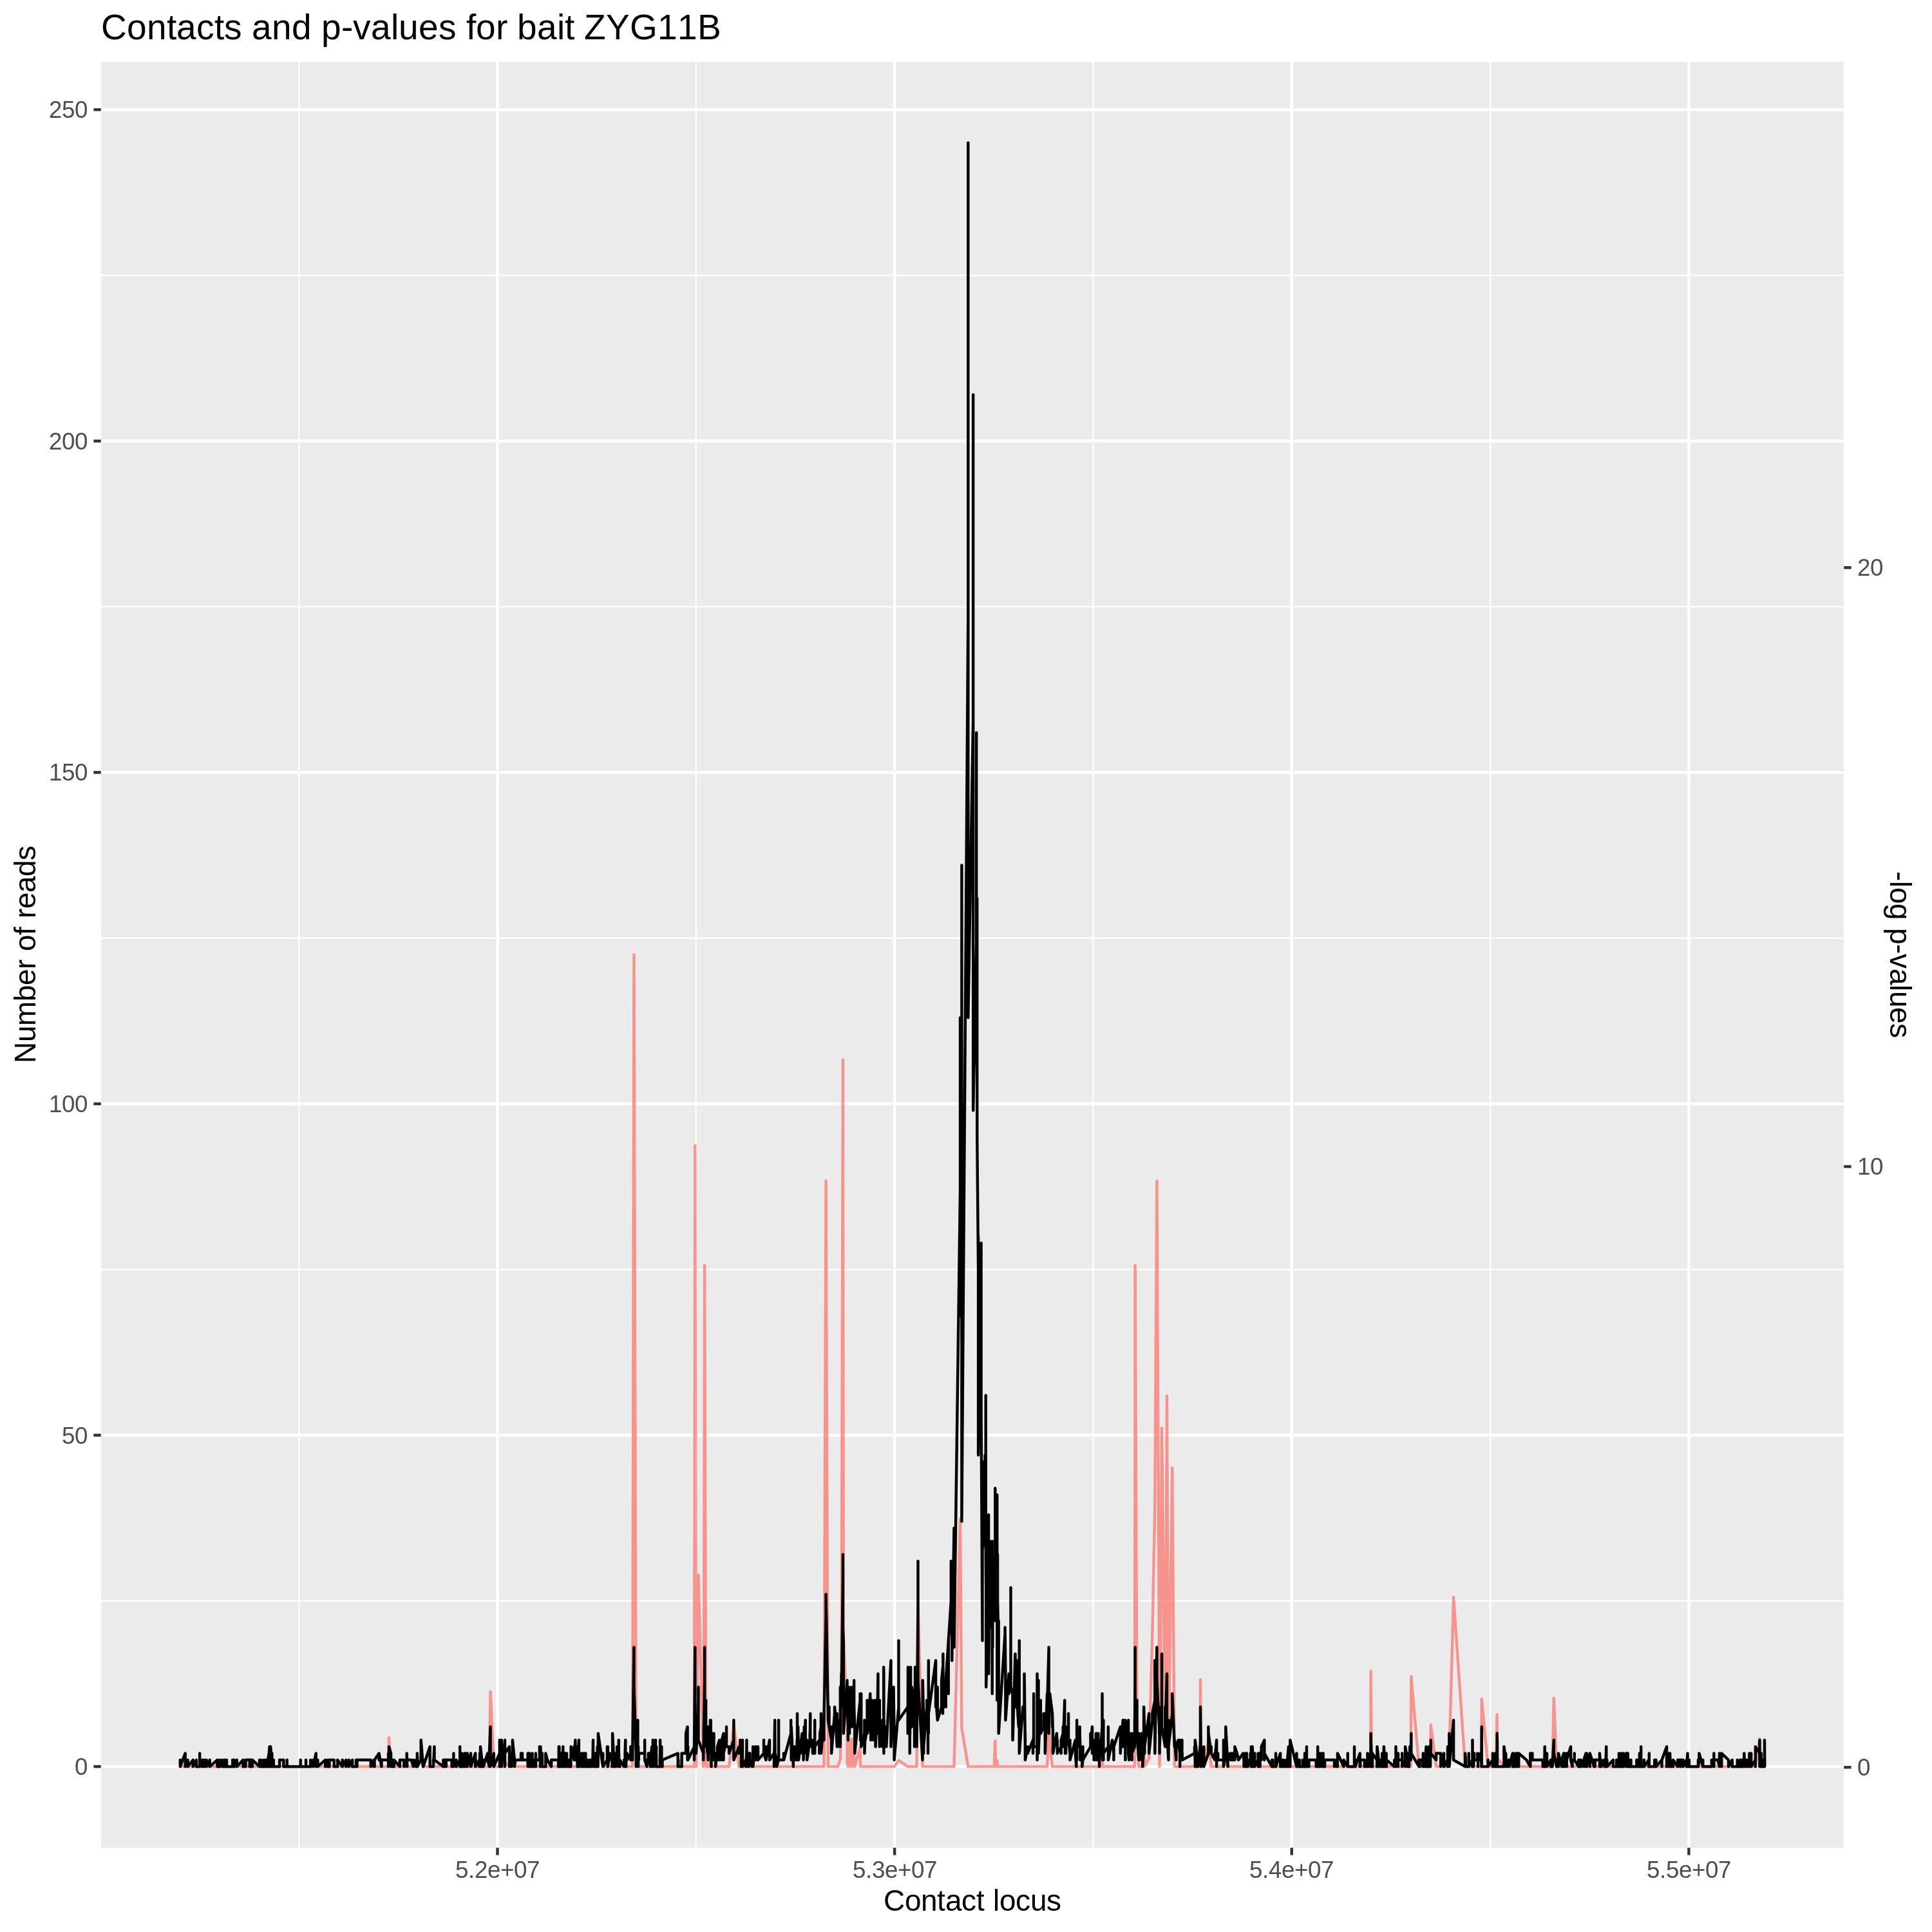 Contacts and p-values for bait ZYG11B
250
200
150
100
50
0
Number of reads
20
10
0
-log p-values
5.2e+07
5.3e+07
5.4e+07
5.5e+07
Contact locus